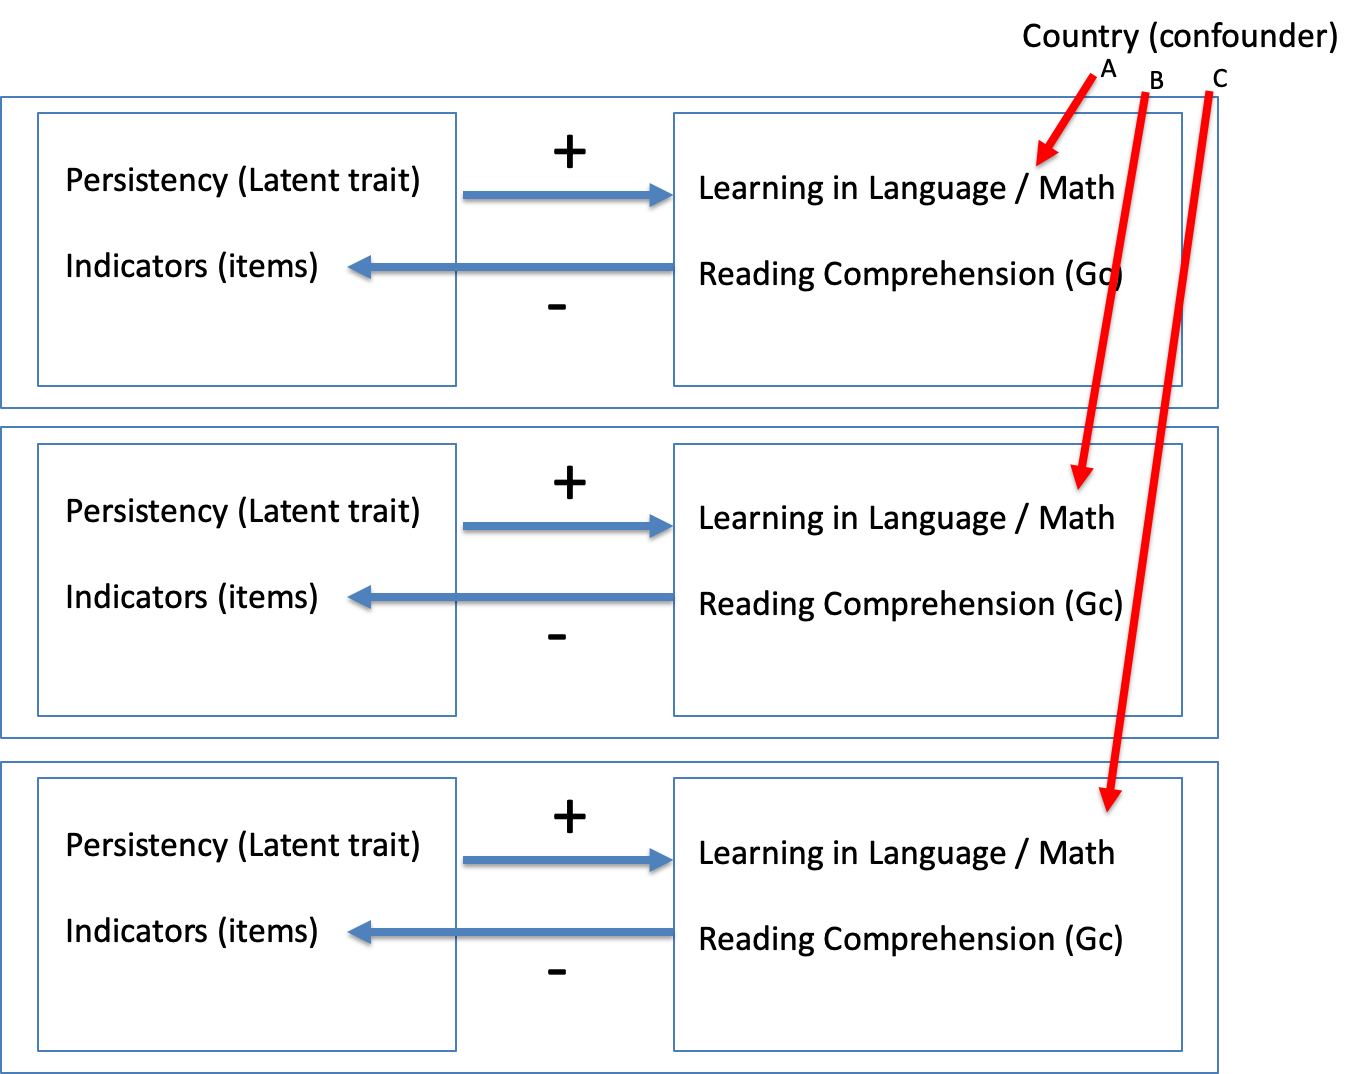 Country (confounder)
A
B
C
+
Persistency (Latent trait)
Learning in Language / Math
Indicators (items)
Reading Comprehension (Gc)
-
+
Persistency (Latent trait)
Learning in Language / Math
Indicators (items)
Reading Comprehension (Gc)
-
+
Persistency (Latent trait)
Learning in Language / Math
Indicators (items)
Reading Comprehension (Gc)
-